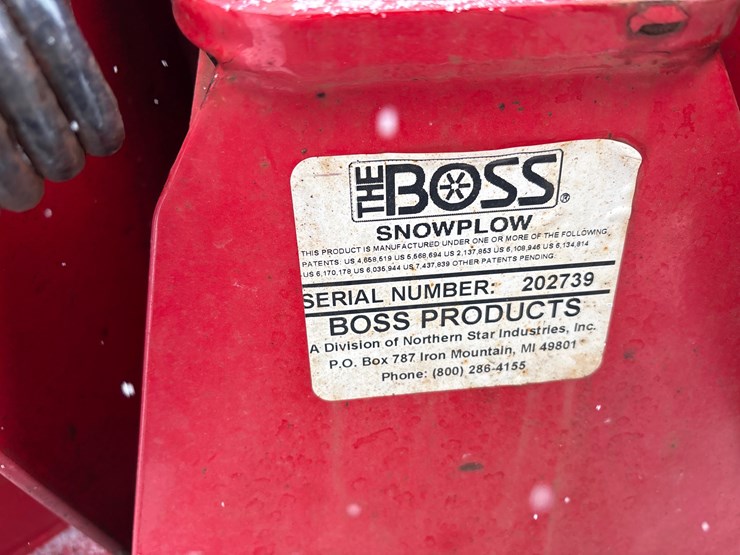 THE BOSS®
SNOWPLOW
THIS PRODUCT IS MANUFACTURED UNDER ONE OR MORE OF THE FOLLOWING
PATENTS: US 4,658,519 US 5,568,694 US 2,137,853 US 5,108,946 US 6,134,814
US 6,170,178 US 6,035,944 US 7,437,839 OTHER PATENTS PENDING.
SERIAL NUMBER: 202739
BOSS PRODUCTS
A Division of Northern Star Industries, Inc.
P.O. Box 787 Iron Mountain, MI 49801
Phone: (800) 286-4155